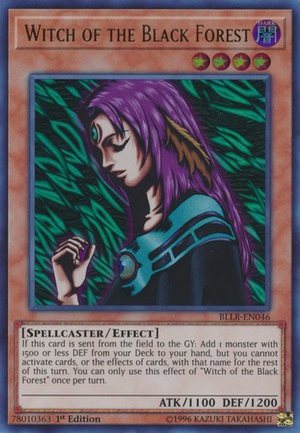 WITCH OF THE BLACK FOREST
DARK
闇
BLLR-EN046
[SPELLCASTER/EFFECT]
If this card is sent from the field to the GY: Add 1 monster with
1500 or less DEF from your Deck to your hand, but you cannot
activate cards, or the effects of cards, with that name for the rest
of this turn. You can only use this effect of "Witch of the Black
Forest" once per turn.
ATK/1100 DEF/1200
78010363 1st Edition ©1996 KAZUKI TAKAHASHI